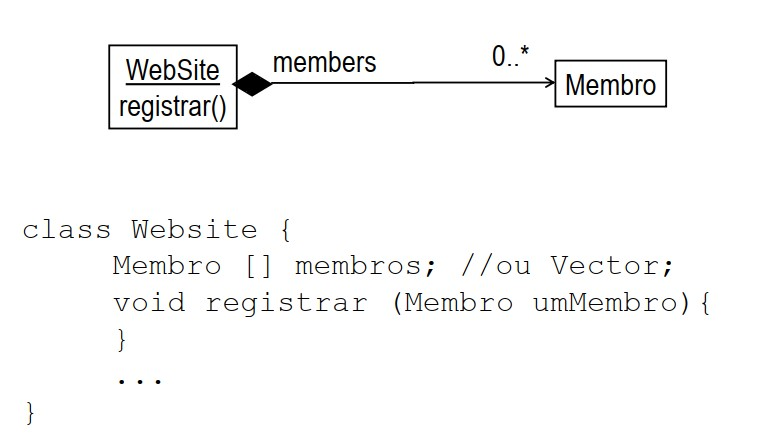 WebSite
registrar()
members
0..*
Membro
class Website {
Membro [] membros; //ou Vector;
void registrar (Membro umMembro){
}
...
}